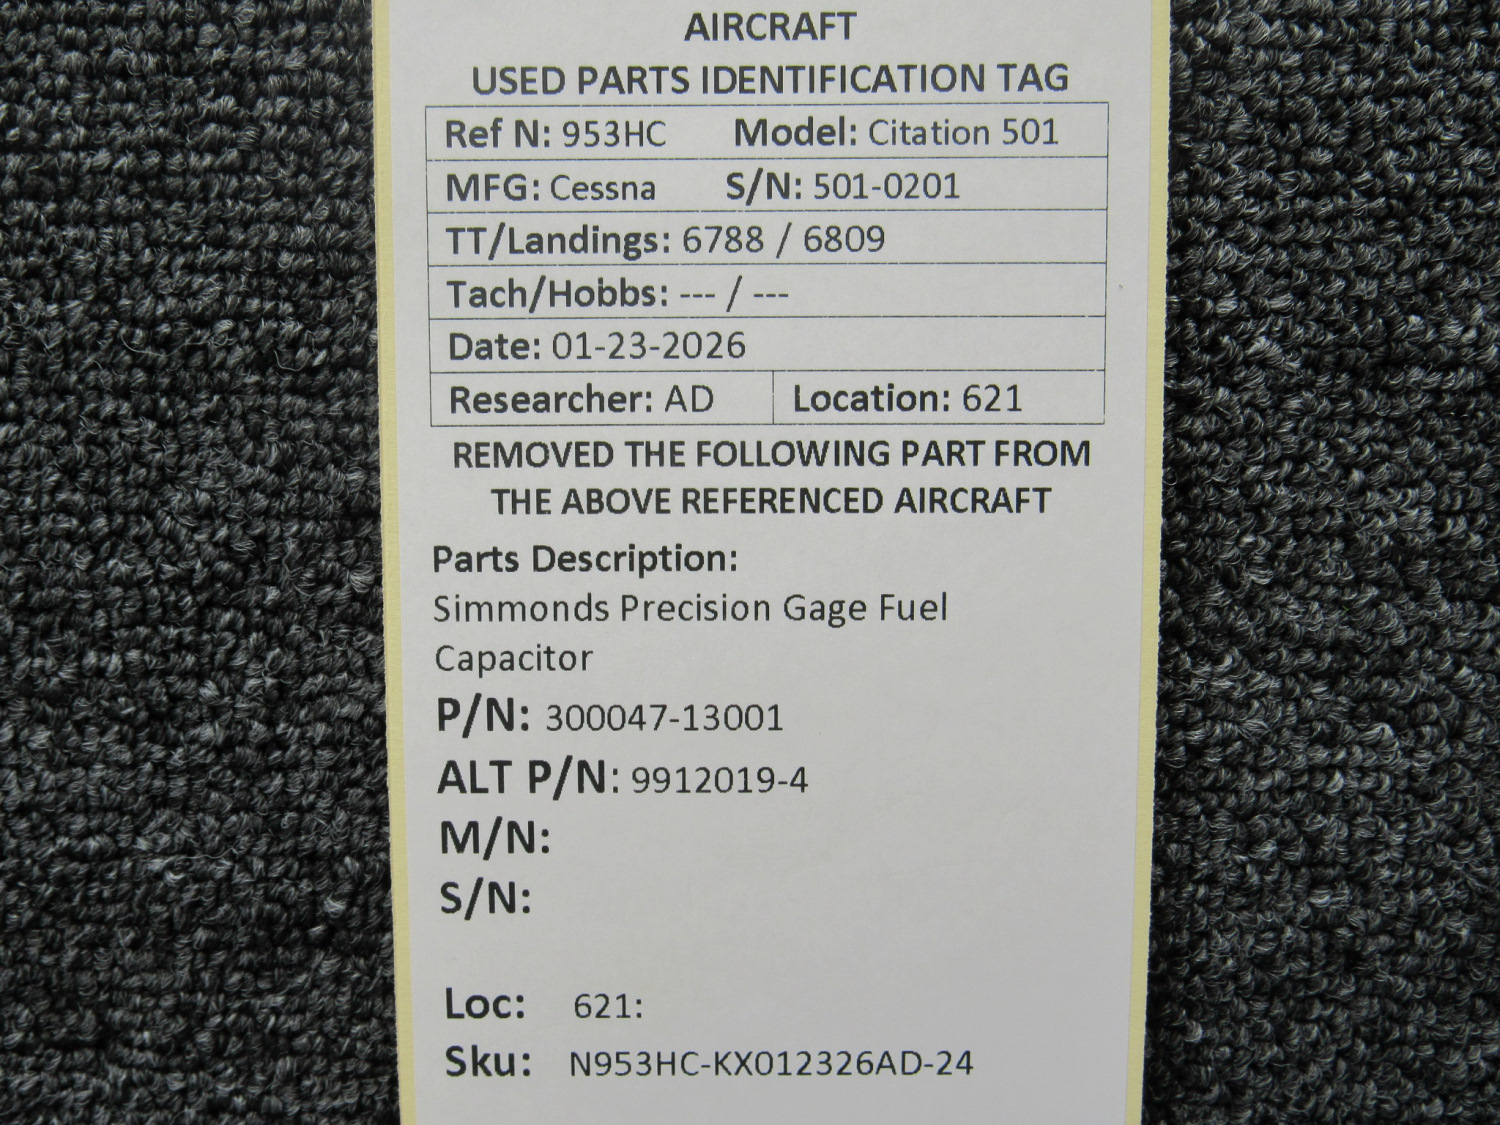 AIRCRAFT
USED PARTS IDENTIFICATION TAG
Ref N: 953HC Model: Citation 501
MFG: Cessna S/N: 501-0201
TT/Landings: 6788 / 6809
Tach/Hobbs: --- / ---
Date: 01-23-2026
Researcher: AD Location: 621
REMOVED THE FOLLOWING PART FROM
THE ABOVE REFERENCED AIRCRAFT
Parts Description:
Simmonds Precision Gage Fuel
Capacitor
P/N: 300047-13001
ALT P/N: 9912019-4
M/N:
S/N:
Loc: 621:
Sku: N953HC-KX012326AD-24